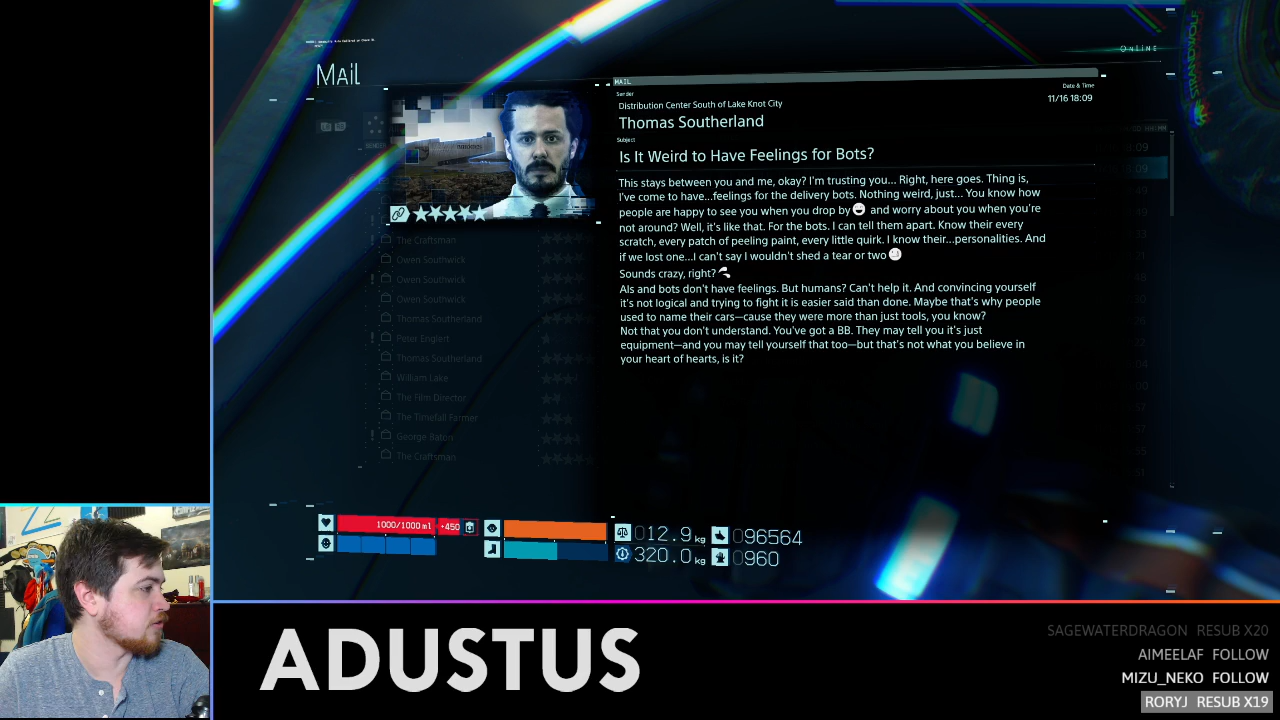 Mail
ONLINE
MAIL
Sender
Date & Time
Distribution Center South of Lake Knot City
11/16 18:09
Thomas Southerland
Subject
Is It Weird to Have Feelings for Bots?
This stays between you and me, okay? I'm trusting you... Right, here goes. Thing is,
I've come to have...feelings for the delivery bots. Nothing weird, just... You know how
people are happy to see you when you drop by and worry about you when you're
not around? Well, it's like that. For the bots. I can tell them apart. Know their every
scratch, every patch of peeling paint, every little quirk. I know their...personalities. And
if we lost one...I can't say I wouldn't shed a tear or two
Sounds crazy, right?
AIs and bots don't have feelings. But humans? Can't help it. And convincing yourself
it's not logical and trying to fight it is easier said than done. Maybe that's why people
used to name their cars—cause they were more than just tools, you know?
Not that you don't understand. You've got a BB. They may tell you it's just
equipment—and you may tell yourself that too—but that's not what you believe in
your heart of hearts, is it?
SENDER
The Craftsman
Owen Southwick
Owen Southwick
Owen Southwick
Thomas Southerland
Peter Englert
Thomas Southerland
William Lake
The Film Director
The Timefall Farmer
George Baton
The Craftsman
1000/1000 ml
+450
012.9 kg
096564
320.0 kg
0960
ADUSTUS
SAGEWATERDRAGON RESUB X20
AIMEELAF FOLLOW
MIZU_NEKO FOLLOW
RORYJ RESUB X19